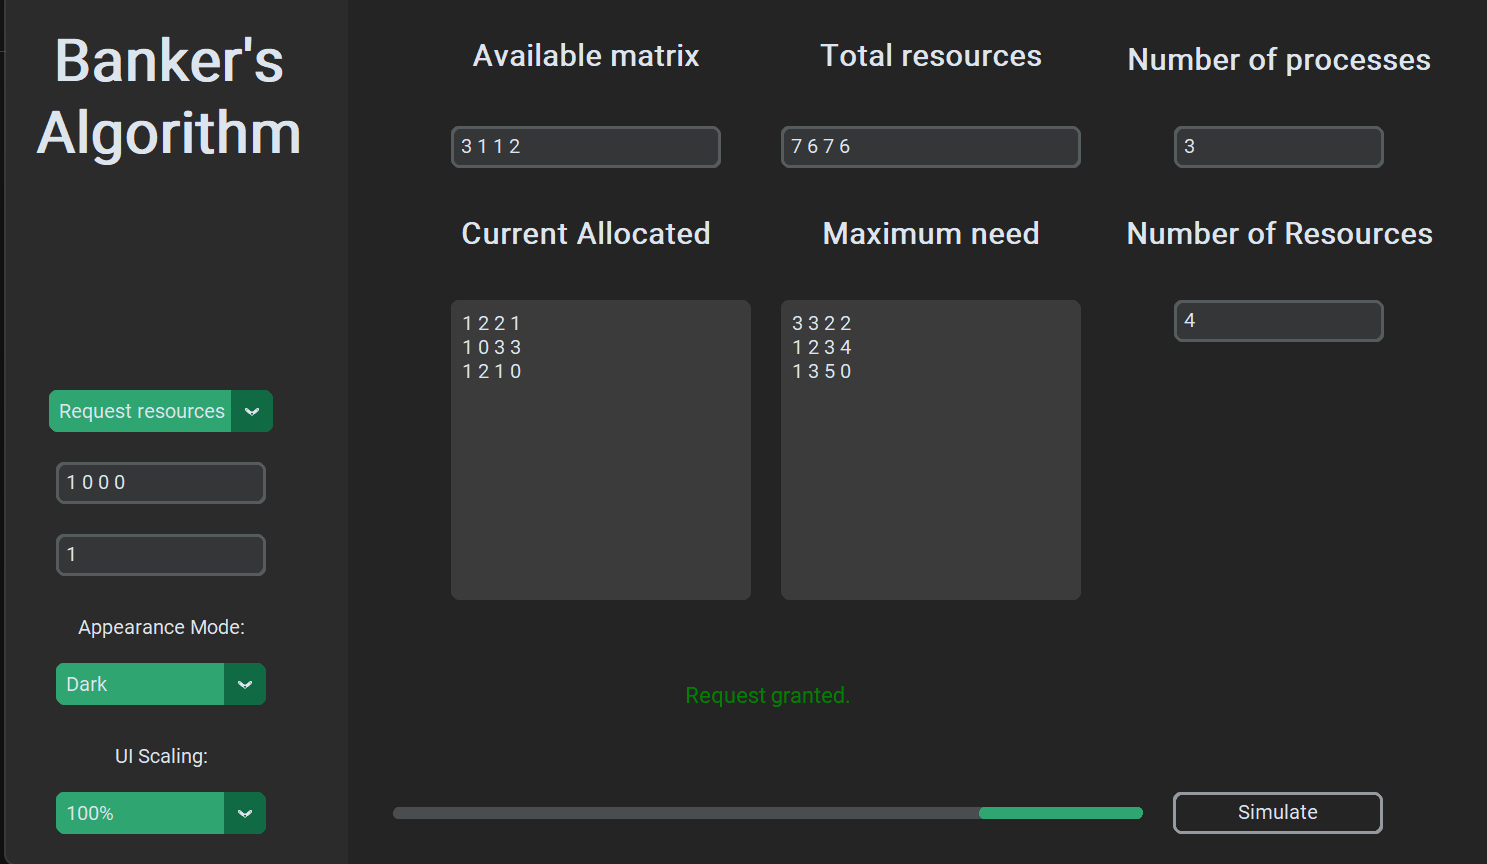 Banker's
Algorithm
Request resources
1 0 0 0
1
Appearance Mode:
Dark
UI Scaling:
100%
Available matrix
Total resources
Number of processes
3 1 1 2
7 6 7 6
3
Current Allocated
Maximum need
Number of Resources
1 2 2 1
1 0 3 3
1 2 1 0
3 3 2 2
1 2 3 4
1 3 5 0
4
Request granted.
Simulate